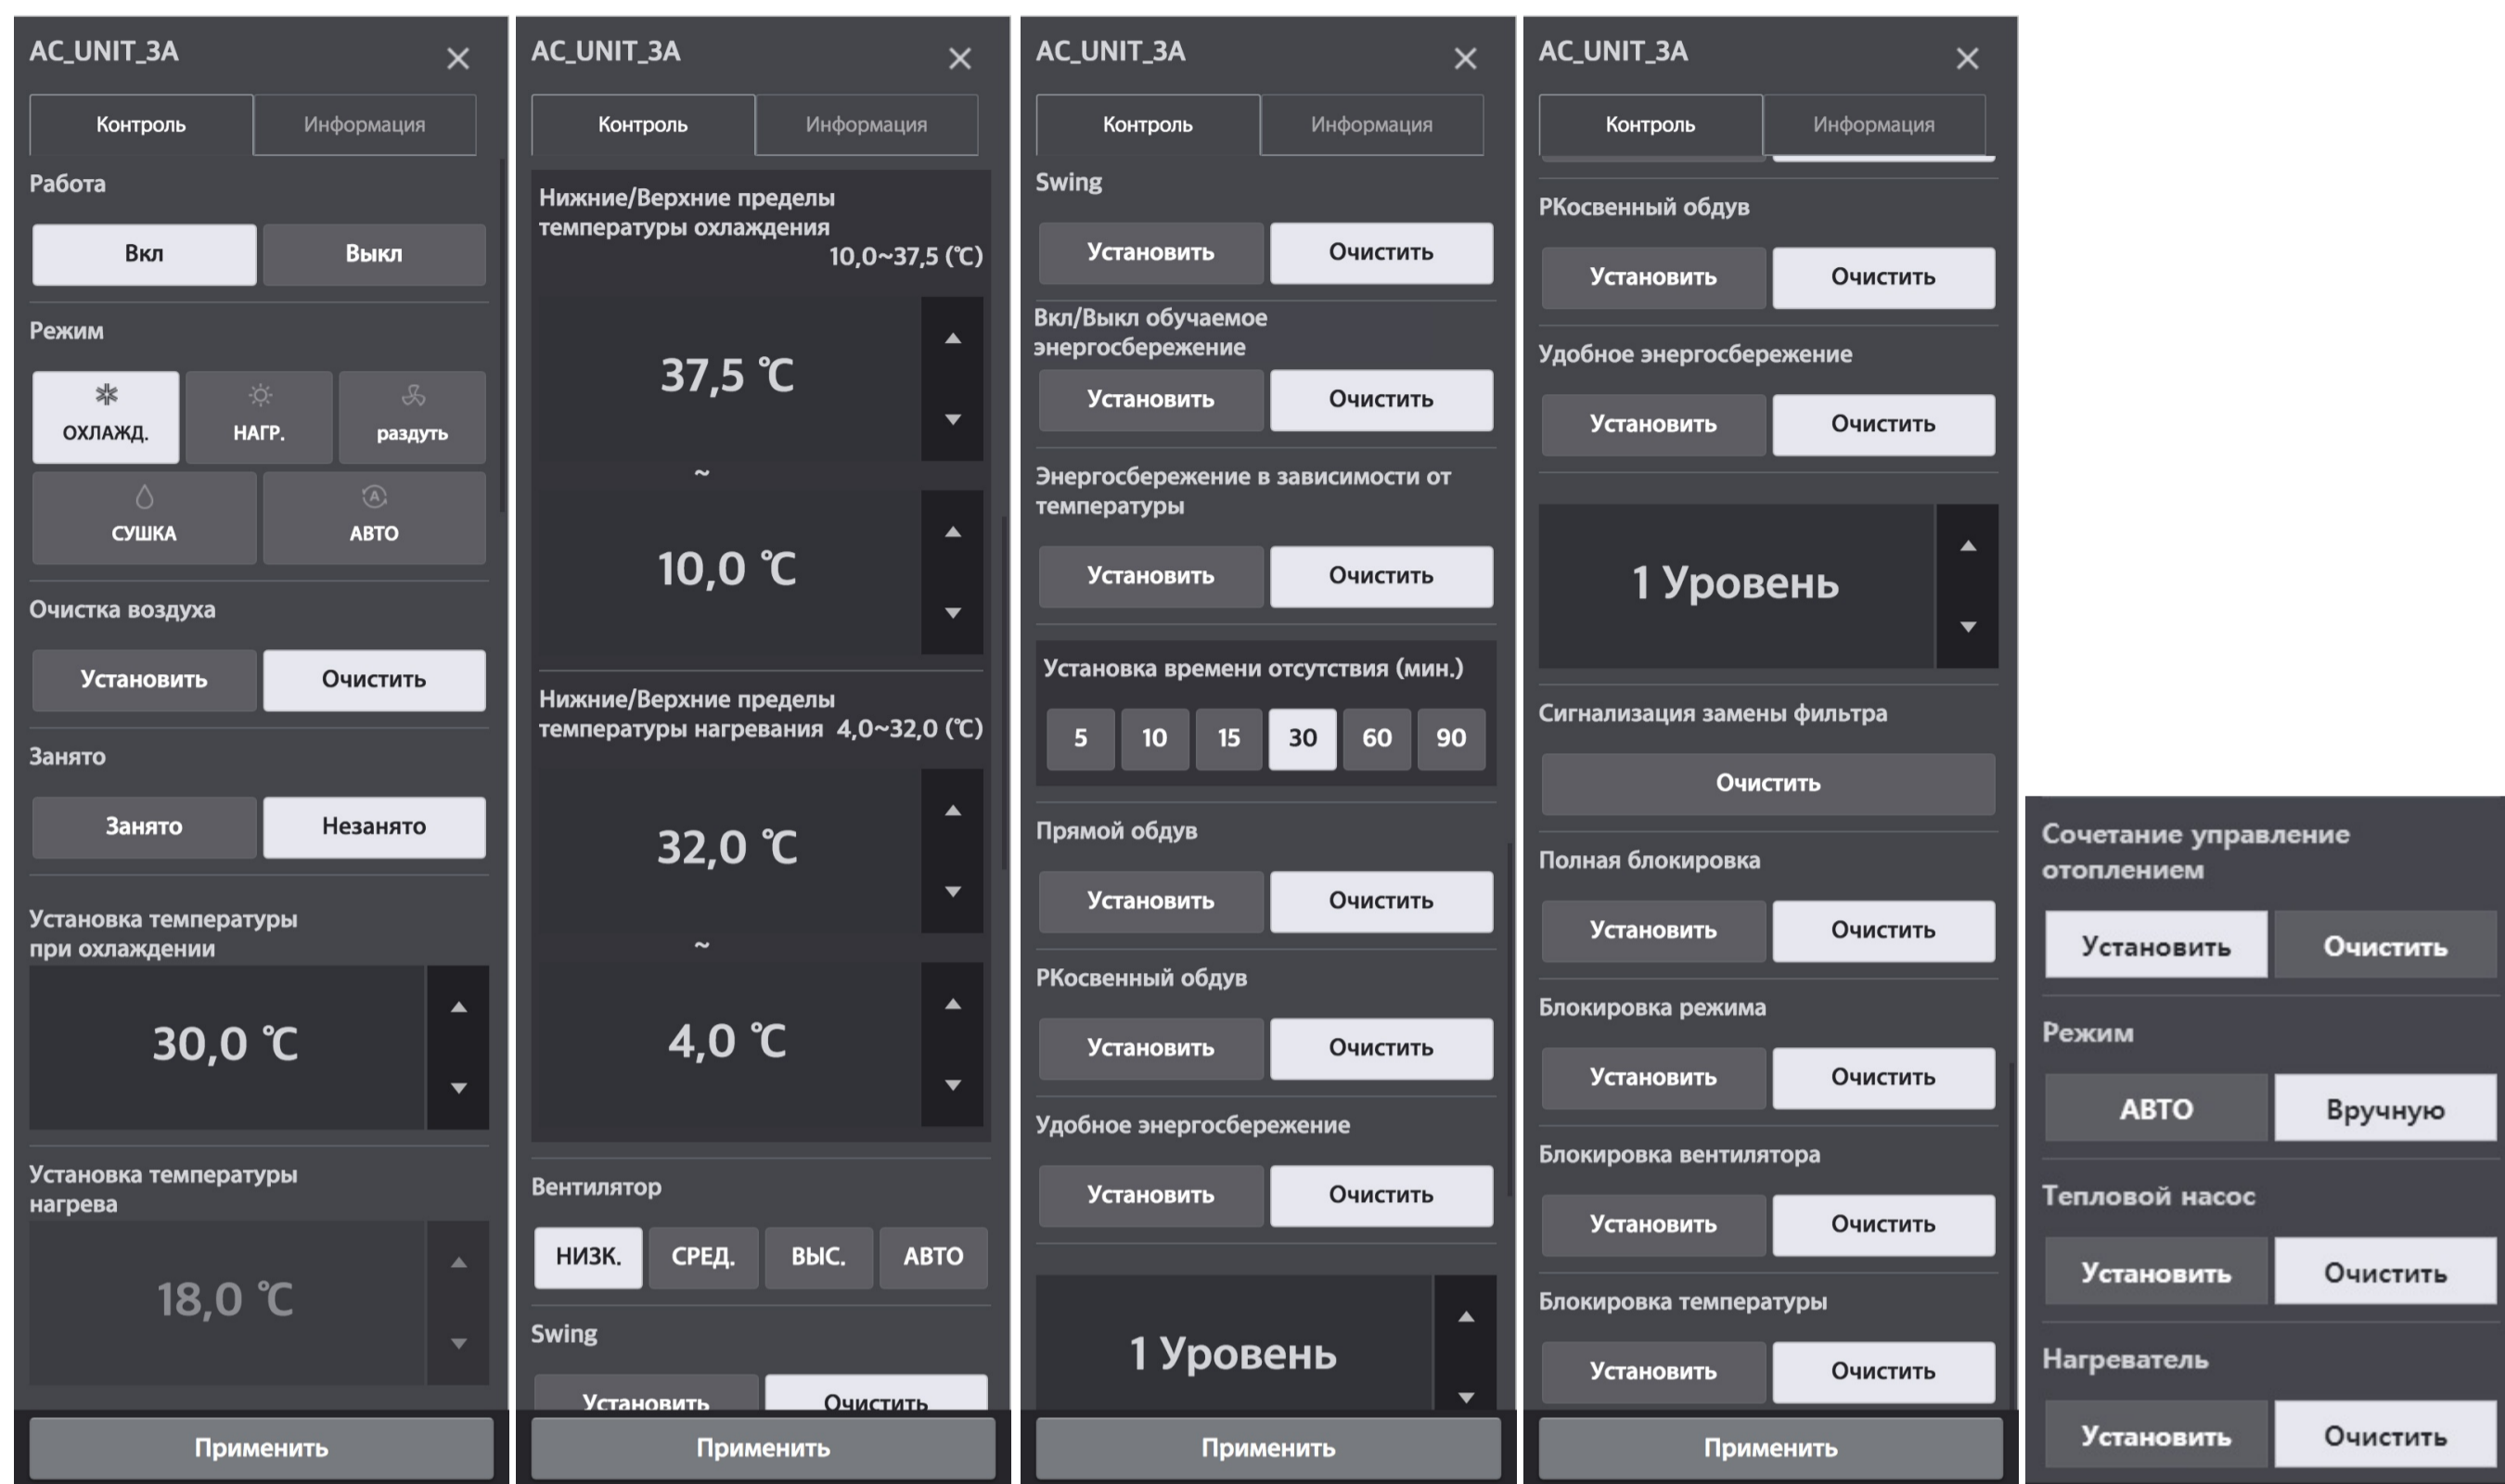 AC_UNIT_3A
Контроль Информация
Работа
Вкл Выкл
Режим
ОХЛАЖД. НАГР. раздуть
СУШКА АВТО
Очистка воздуха
Установить Очистить
Занято
Занято Незанято
Установка температуры
при охлаждении
30,0 °C
Установка температуры
нагрева
18,0 °C
Применить
AC_UNIT_3A
Контроль Информация
Нижние/Верхние пределы
температуры охлаждения
10,0~37,5 (°C)
37,5 °C
~
10,0 °C
Нижние/Верхние пределы
температуры нагревания 4,0~32,0 (°C)
32,0 °C
~
4,0 °C
Вентилятор
НИЗК. СРЕД. ВЫС. АВТО
Swing
Установить Очистить
Применить
AC_UNIT_3A
Контроль Информация
Swing
Установить Очистить
Вкл/Выкл обучаемое
энергосбережение
Установить Очистить
Энергосбережение в зависимости от
температуры
Установить Очистить
Установка времени отсутствия (мин.)
5 10 15 30 60 90
Прямой обдув
Установить Очистить
РКосвенный обдув
Установить Очистить
Удобное энергосбережение
Установить Очистить
1 Уровень
Применить
AC_UNIT_3A
Контроль Информация
РКосвенный обдув
Установить Очистить
Удобное энергосбережение
Установить Очистить
1 Уровень
Сигнализация замены фильтра
Очистить
Полная блокировка
Установить Очистить
Блокировка режима
Установить Очистить
Блокировка вентилятора
Установить Очистить
Блокировка температуры
Установить Очистить
Применить
Сочетание управление
отоплением
Установить Очистить
Режим
АВТО Вручную
Тепловой насос
Установить Очистить
Нагреватель
Установить Очистить